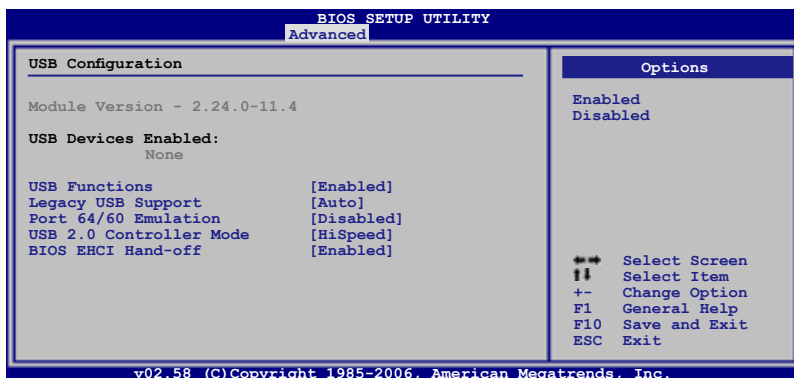 BIOS SETUP UTILITY
Advanced
USB Configuration
Module Version - 2.24.0-11.4
USB Devices Enabled:
None
USB Functions [Enabled]
Legacy USB Support [Auto]
Port 64/60 Emulation [Disabled]
USB 2.0 Controller Mode [HiSpeed]
BIOS EHCI Hand-off [Enabled]
Options
Enabled
Disabled
←→ Select Screen
↑↓ Select Item
+- Change Option
F1 General Help
F10 Save and Exit
ESC Exit
v02.58 (C)Copyright 1985-2006, American Megatrends, Inc.